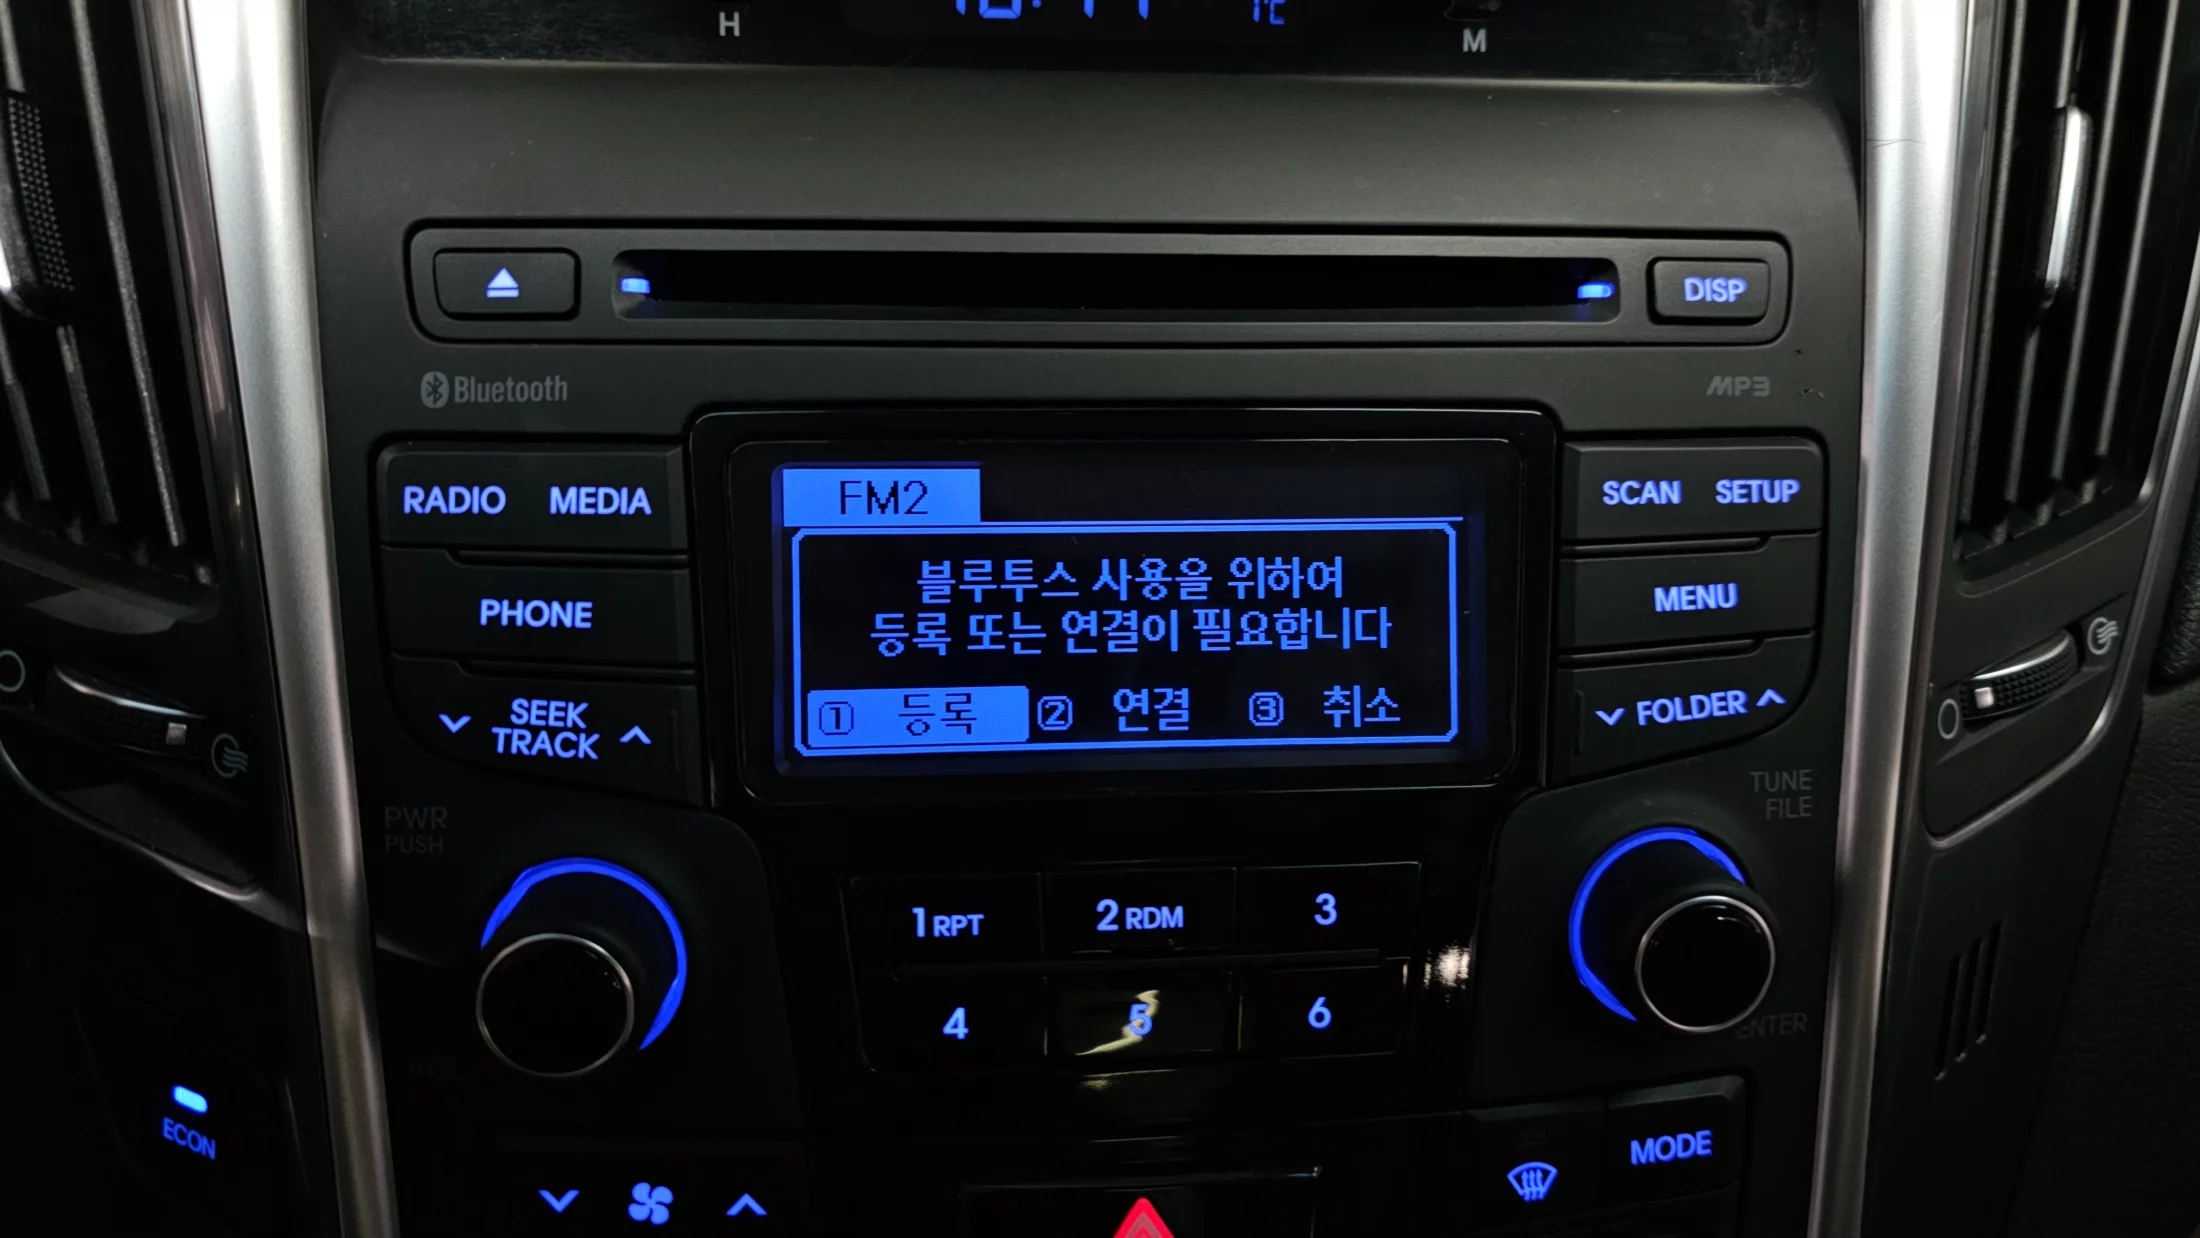 H
M
DISP
Bluetooth
MP3
RADIO MEDIA
FM2
SCAN SETUP
블루투스 사용을 위하여
PHONE
MENU
등록 또는 연결이 필요합니다
SEEK
TRACK
① 등록 ② 연결 ③ 취소
FOLDER
PWR
PUSH
TUNE
FILE
1 RPT
2 RDM
3
4
5
6
VOL
ENTER
ECON
MODE